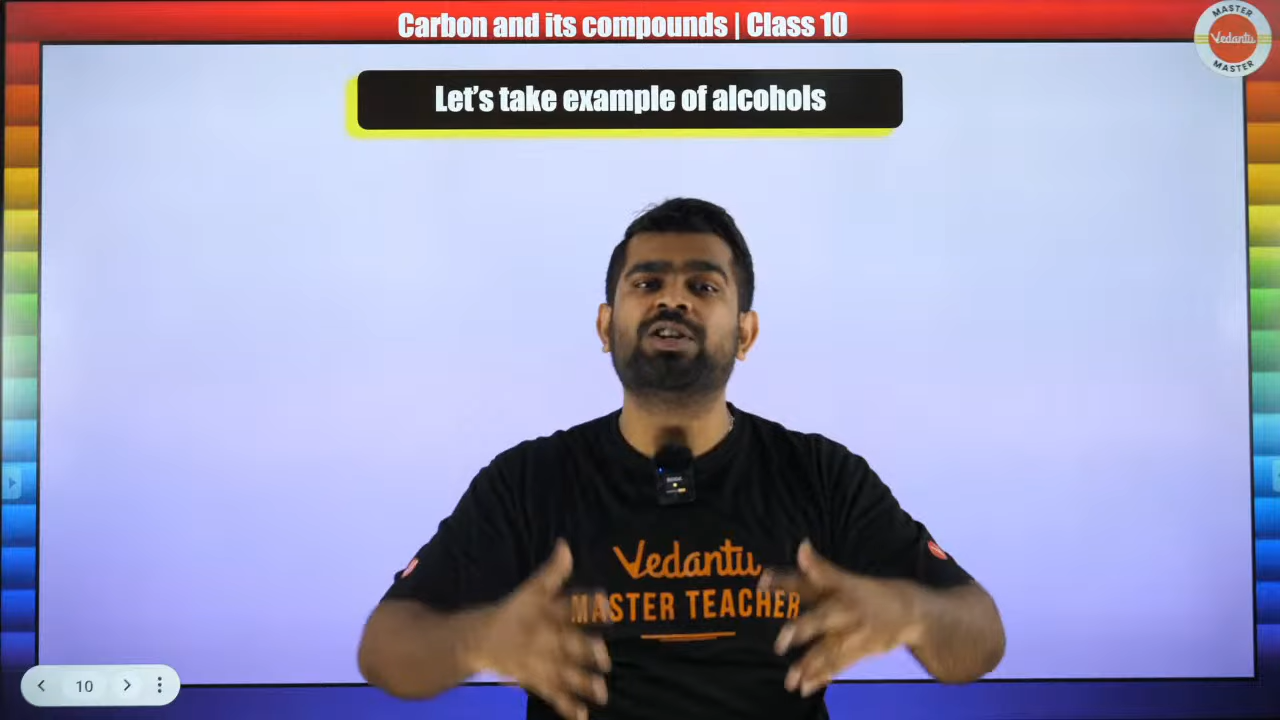 Carbon and its compounds | Class 10
MASTER
Vedantu
MASTER
Let's take example of alcohols
Vedantu
MASTER TEACHER
10